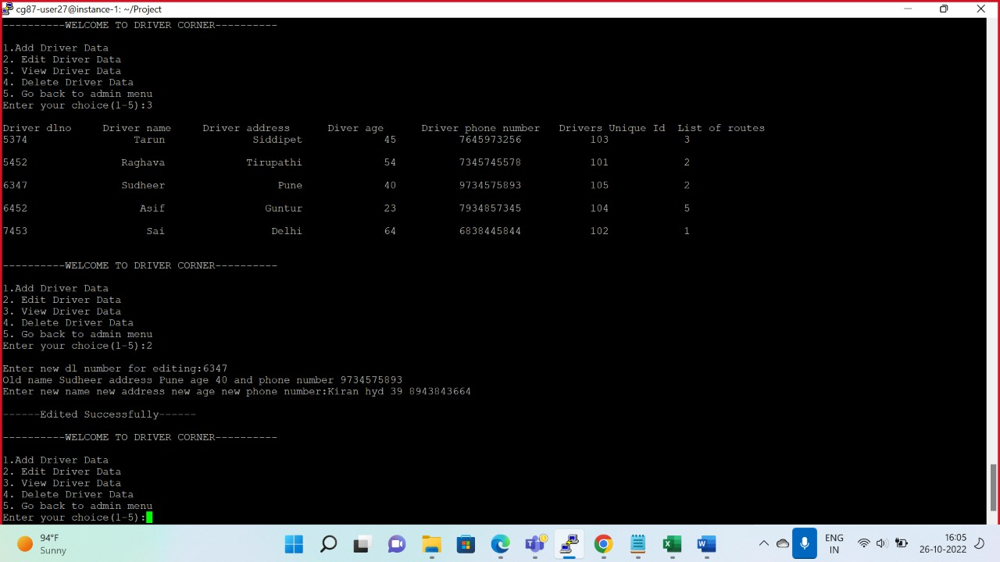 cg87-user27@instance-1: ~/Project
----------WELCOME TO DRIVER CORNER----------
1.Add Driver Data
2. Edit Driver Data
3. View Driver Data
4. Delete Driver Data
5. Go back to admin menu
Enter your choice(1-5):3
Driver dlno Driver name Driver address Diver age Driver phone number Drivers Unique Id List of routes
5374 Tarun Siddipet 45 7645973256 103 3
5452 Raghava Tirupathi 54 7345745578 101 2
6347 Sudheer Pune 40 9734575893 105 2
6452 Asif Guntur 23 7934857345 104 5
7453 Sai Delhi 64 6838445844 102 1
----------WELCOME TO DRIVER CORNER----------
1.Add Driver Data
2. Edit Driver Data
3. View Driver Data
4. Delete Driver Data
5. Go back to admin menu
Enter your choice(1-5):2
Enter new dl number for editing:6347
Old name Sudheer address Pune age 40 and phone number 9734575893
Enter new name new address new age new phone number:Kiran hyd 39 8943843664
------Edited Successfully------
----------WELCOME TO DRIVER CORNER----------
1.Add Driver Data
2. Edit Driver Data
3. View Driver Data
4. Delete Driver Data
5. Go back to admin menu
Enter your choice(1-5):
94°F
Sunny
ENG
IN
16:05
26-10-2022